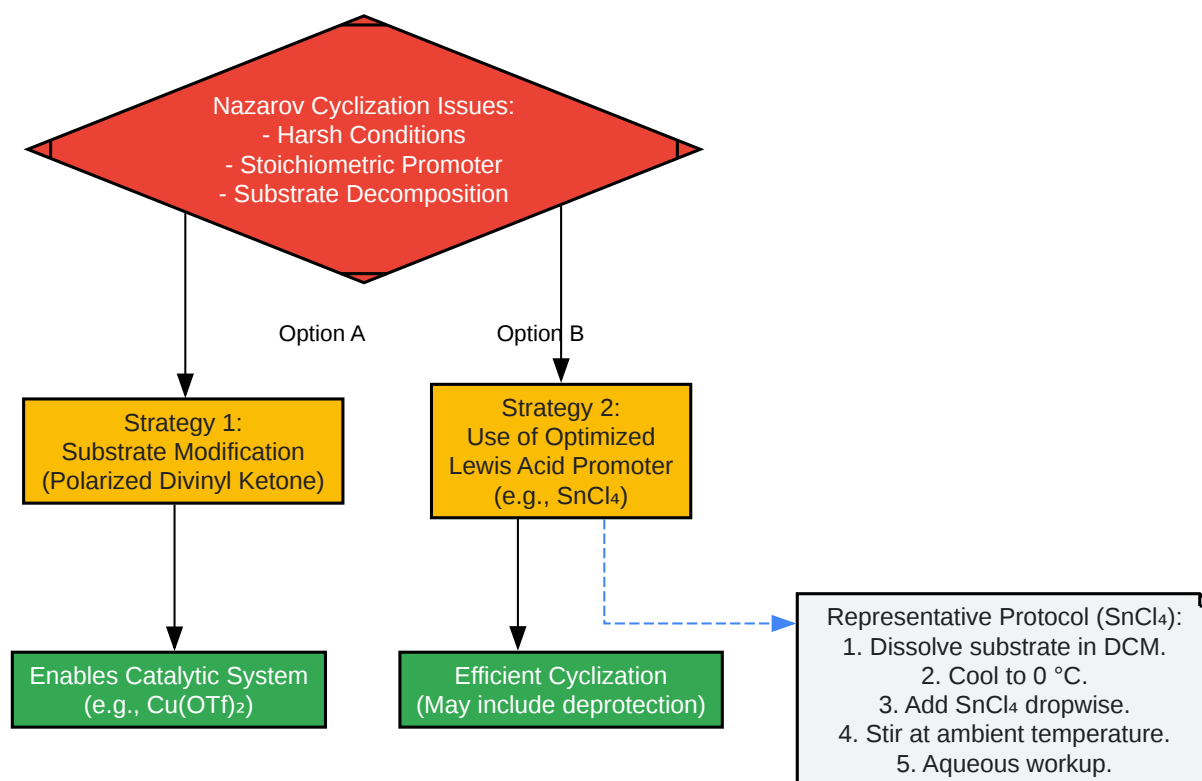 Nazarov Cyclization Issues:
- Harsh Conditions
- Stoichiometric Promoter
- Substrate Decomposition
Option A
Option B
Strategy 1:
Substrate Modification
(Polarized Divinyl Ketone)
Strategy 2:
Use of Optimized
Lewis Acid Promoter
(e.g., SnCl₄)
Enables Catalytic System
(e.g., Cu(OTf)₂)
Efficient Cyclization
(May include deprotection)
Representative Protocol (SnCl₄):
1. Dissolve substrate in DCM.
2. Cool to 0 °C.
3. Add SnCl₄ dropwise.
4. Stir at ambient temperature.
5. Aqueous workup.